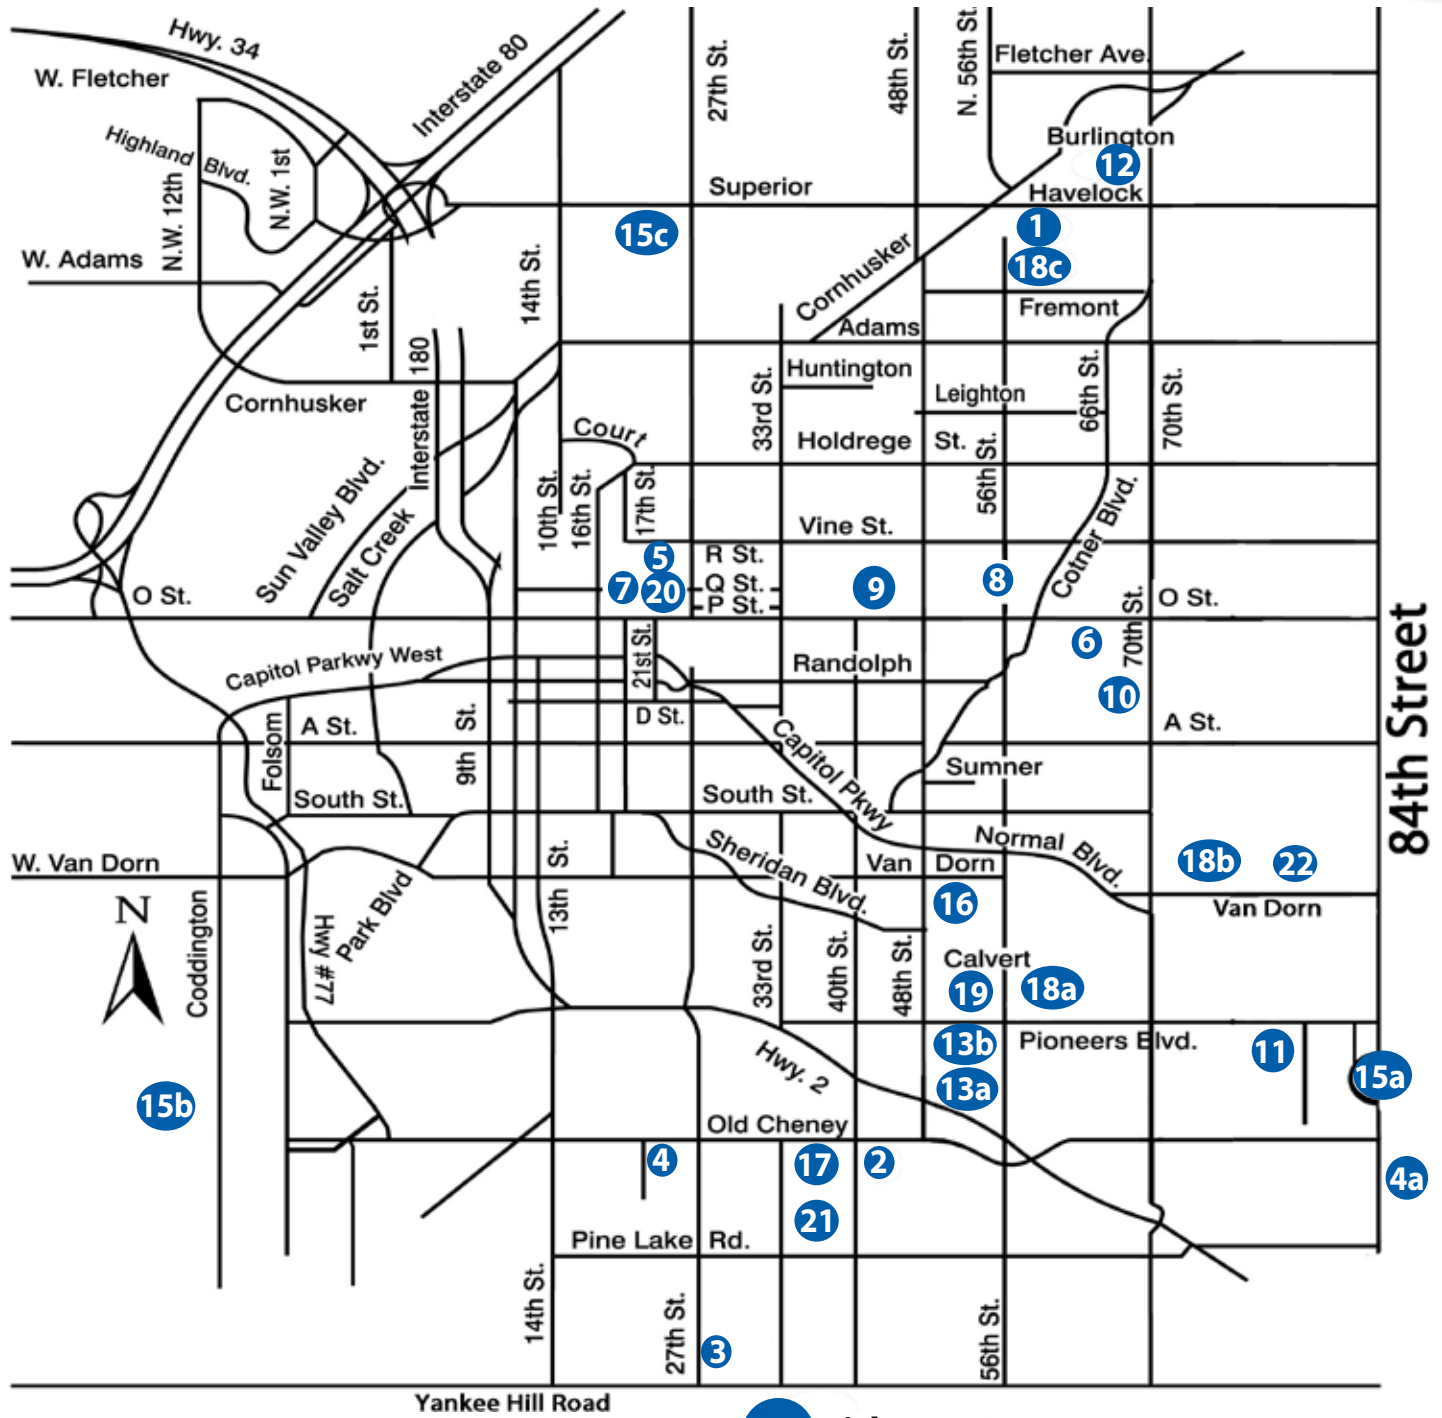 Hwy. 34
W. Fletcher
Interstate 80
27th St.
48th St.
N. 56th St.
Fletcher Ave.
Highland Blvd.
N.W. 1st
N.W. 12th
Burlington
12
Superior
Havelock
1
15c
18c
W. Adams
1st St.
14th St.
Cornhusker
Fremont
Adams
Interstate 180
Huntington
33rd St.
Leighton
66th St.
70th St.
Cornhusker
Court
Holdrege St.
56th St.
Sun Valley Blvd.
Salt Creek
10th St.
16th St.
17th St.
Vine St.
Cotner Blvd.
5
R St.
7
20
Q St.
P St.
9
8
O St.
O St.
70th St.
6
84th Street
Capitol Parkwy West
21st St.
Randolph
10
Folsom
A St.
9th St.
D St.
A St.
Capitol Pkwy
Sumner
South St.
South St.
Normal Blvd.
W. Van Dorn
13th St.
Sheridan Blvd.
Van Dorn
18b
22
Van Dorn
16
N
Coddington
Hwy #77
Park Blvd
33rd St.
40th St.
48th St.
Calvert
19
18a
Pioneers Blvd.
13b
11
Hwy. 2
13a
15a
15b
Old Cheney
4
17
2
4a
21
Pine Lake Rd.
14th St.
27th St.
3
56th St.
Yankee Hill Road